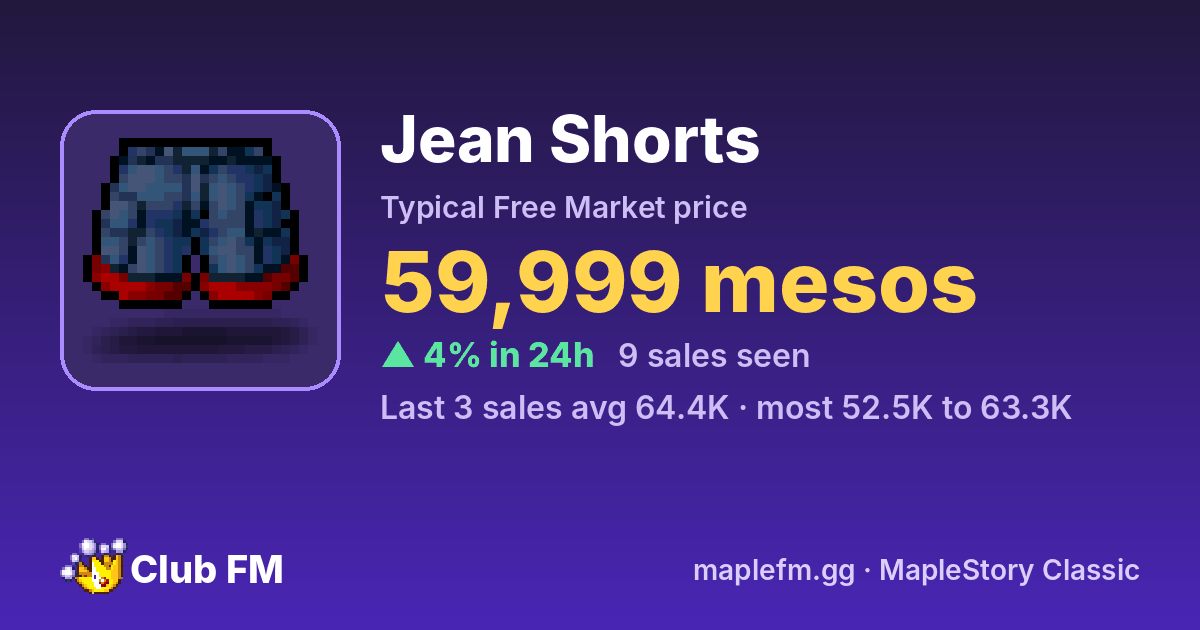 Jean Shorts
Typical Free Market price
59,999 mesos
▲ 4% in 24h 9 sales seen
Last 3 sales avg 64.4K · most 52.5K to 63.3K
Club FM
maplefm.gg · MapleStory Classic